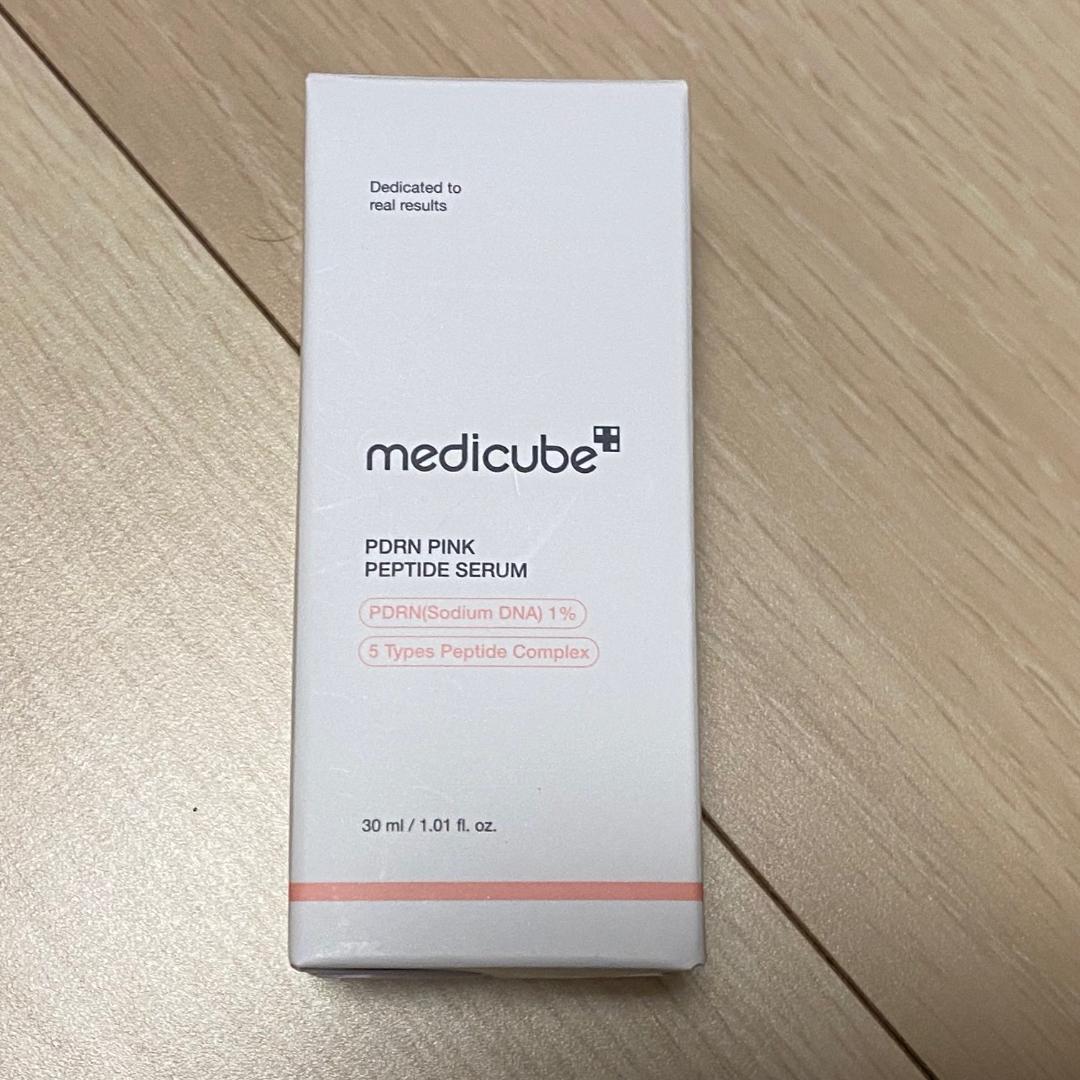 Dedicated to
real results
medicube
PDRN PINK
PEPTIDE SERUM
PDRN(Sodium DNA) 1%
5 Types Peptide Complex
30 ml / 1.01 fl. oz.